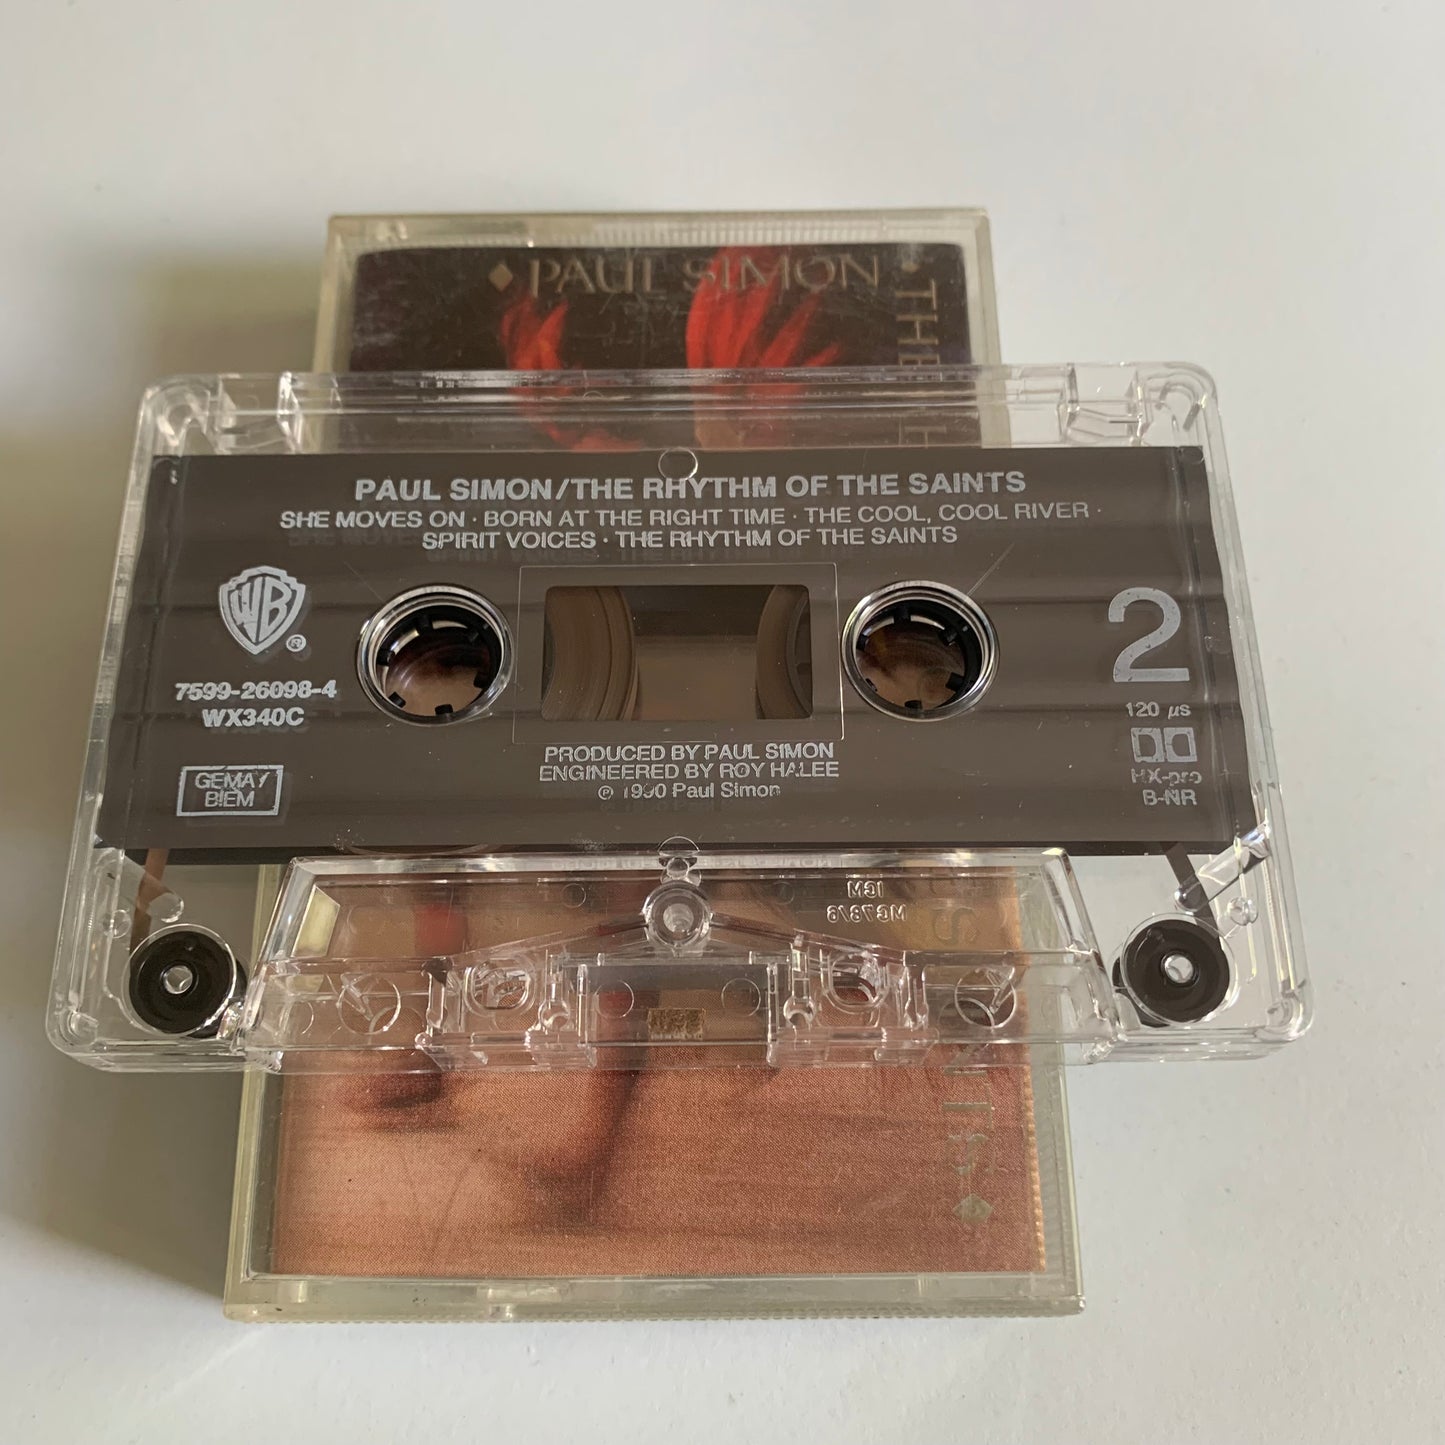 ◆ PAUL SIMON ◆
THE
PAUL SIMON/THE RHYTHM OF THE SAINTS
SHE MOVES ON · BORN AT THE RIGHT TIME · THE COOL, COOL RIVER ·
SPIRIT VOICES · THE RHYTHM OF THE SAINTS
WB
®
7599-26098-4
WX340C
GEMA/
BIEM
2
120 µs
HX-pro
B-NR
PRODUCED BY PAUL SIMON
ENGINEERED BY ROY HALEE
℗ 1990 Paul Simon
ICM